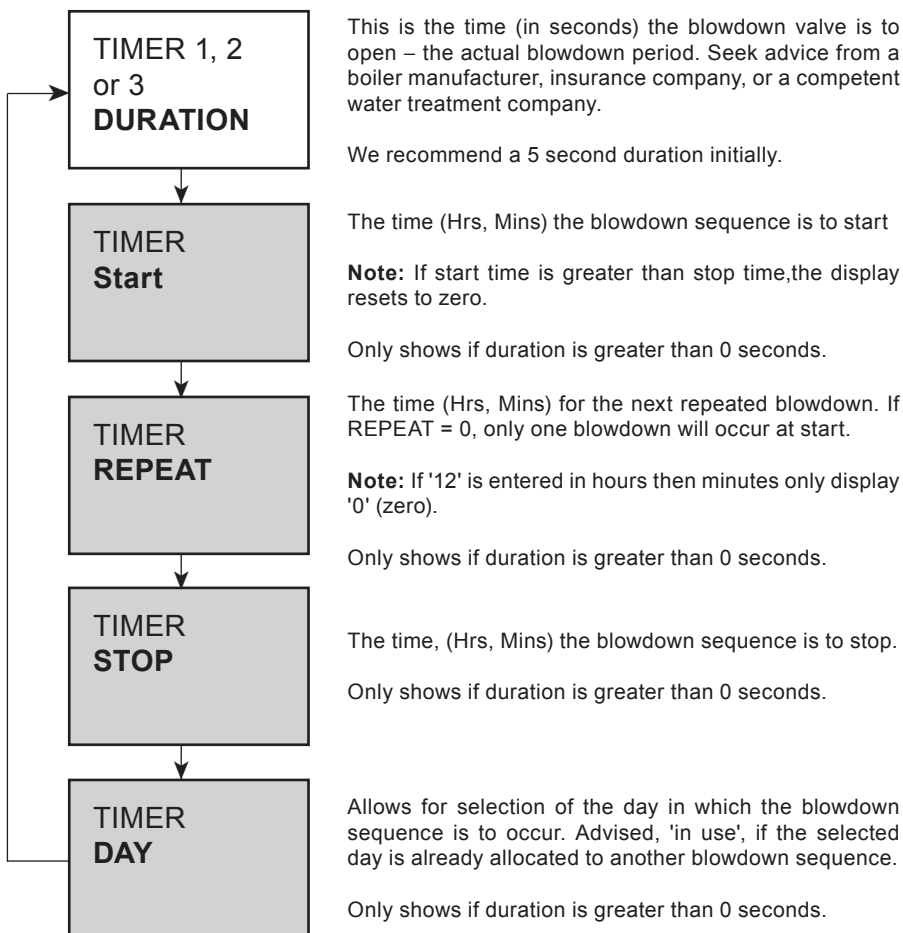 TIMER 1, 2
or 3
DURATION
This is the time (in seconds) the blowdown valve is to
open – the actual blowdown period. Seek advice from a
boiler manufacturer, insurance company, or a competent
water treatment company.
We recommend a 5 second duration initially.
TIMER
Start
The time (Hrs, Mins) the blowdown sequence is to start
Note: If start time is greater than stop time,the display
resets to zero.
Only shows if duration is greater than 0 seconds.
TIMER
REPEAT
The time (Hrs, Mins) for the next repeated blowdown. If
REPEAT = 0, only one blowdown will occur at start.
Note: If '12' is entered in hours then minutes only display
'0' (zero).
Only shows if duration is greater than 0 seconds.
TIMER
STOP
The time, (Hrs, Mins) the blowdown sequence is to stop.
Only shows if duration is greater than 0 seconds.
TIMER
DAY
Allows for selection of the day in which the blowdown
sequence is to occur. Advised, 'in use', if the selected
day is already allocated to another blowdown sequence.
Only shows if duration is greater than 0 seconds.